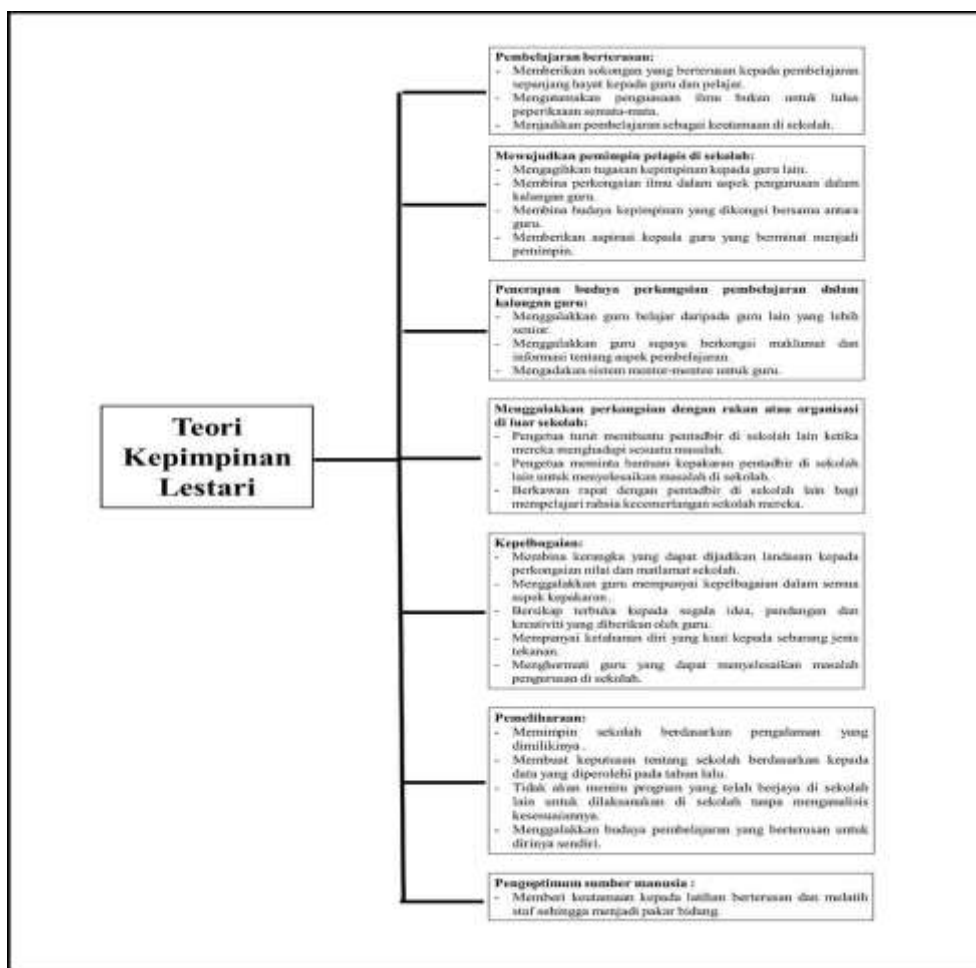 Teori
Kepimpinan
Lestari
Pembelajaran berterusan:
- Memberikan sokongan yang berterusan kepada pembelajaran
sepanjang hayat kepada guru dan pelajar.
- Mengutamakan penguasaan ilmu bukan untuk lulus
peperiksaan semata-mata.
- Menjadikan pembelajaran sebagai keutamaan di sekolah.
Mewujudkan pemimpin pelapis di sekolah:
- Mengagihkan tugasan kepimpinan kepada guru lain.
- Membina perkongsian ilmu dalam aspek pengurusan dalam
kalangan guru.
- Membina budaya kepimpinan yang dikongsi bersama antara
guru.
- Memberikan aspirasi kepada guru yang berminat menjadi
pemimpin.
Penerapan budaya perkongsian pembelajaran dalam
kalangan guru:
- Menggalakkan guru belajar daripada guru lain yang lebih
senior.
- Menggalakkan guru supaya berkongsi maklumat dan
informasi tentang aspek pembelajaran.
- Mengadakan sistem mentor-mentee untuk guru.
Menggalakkan perkongsian dengan rakan atau organisasi
di luar sekolah:
- Pengetua turut membantu pentadbir di sekolah lain ketika
mereka menghadapi sesuatu masalah.
- Pengetua meminta bantuan kepakaran pentadbir di sekolah
lain untuk menyelesaikan masalah di sekolah.
- Berkawan rapat dengan pentadbir di sekolah lain bagi
mempelajari rahsia kecemerlangan sekolah mereka.
Kepelbagaian:
- Membina kerangka yang dapat dijadikan landasan kepada
perkongsian nilai dan matlamat sekolah.
- Menggalakkan guru mempunyai kepelbagaian dalam semua
aspek kepakaran .
- Bersikap terbuka kepada segala idea, pandangan dan
kreativiti yang diberikan oleh guru.
- Mempunyai ketahanan diri yang kuat kepada sebarang jenis
tekanan.
- Menghormati guru yang dapat menyelesaikan masalah
pengurusan di sekolah.
Pemeliharaan:
- Memimpin sekolah berdasarkan pengalaman yang
dimilikinya .
- Membuat keputusan tentang sekolah berdasarkan kepada
data yang diperolehi pada tahun lalu.
- Tidak akan meniru program yang telah berjaya di sekolah
lain untuk dilaksanakan di sekolah tanpa menganalisis
kesesuaiannya.
- Menggalakkan budaya pembelajaran yang berterusan untuk
dirinya sendiri.
Pengoptimum sumber manusia :
- Memberi keutamaan kepada latihan berterusan dan melatih
staf sehingga menjadi pakar bidang.